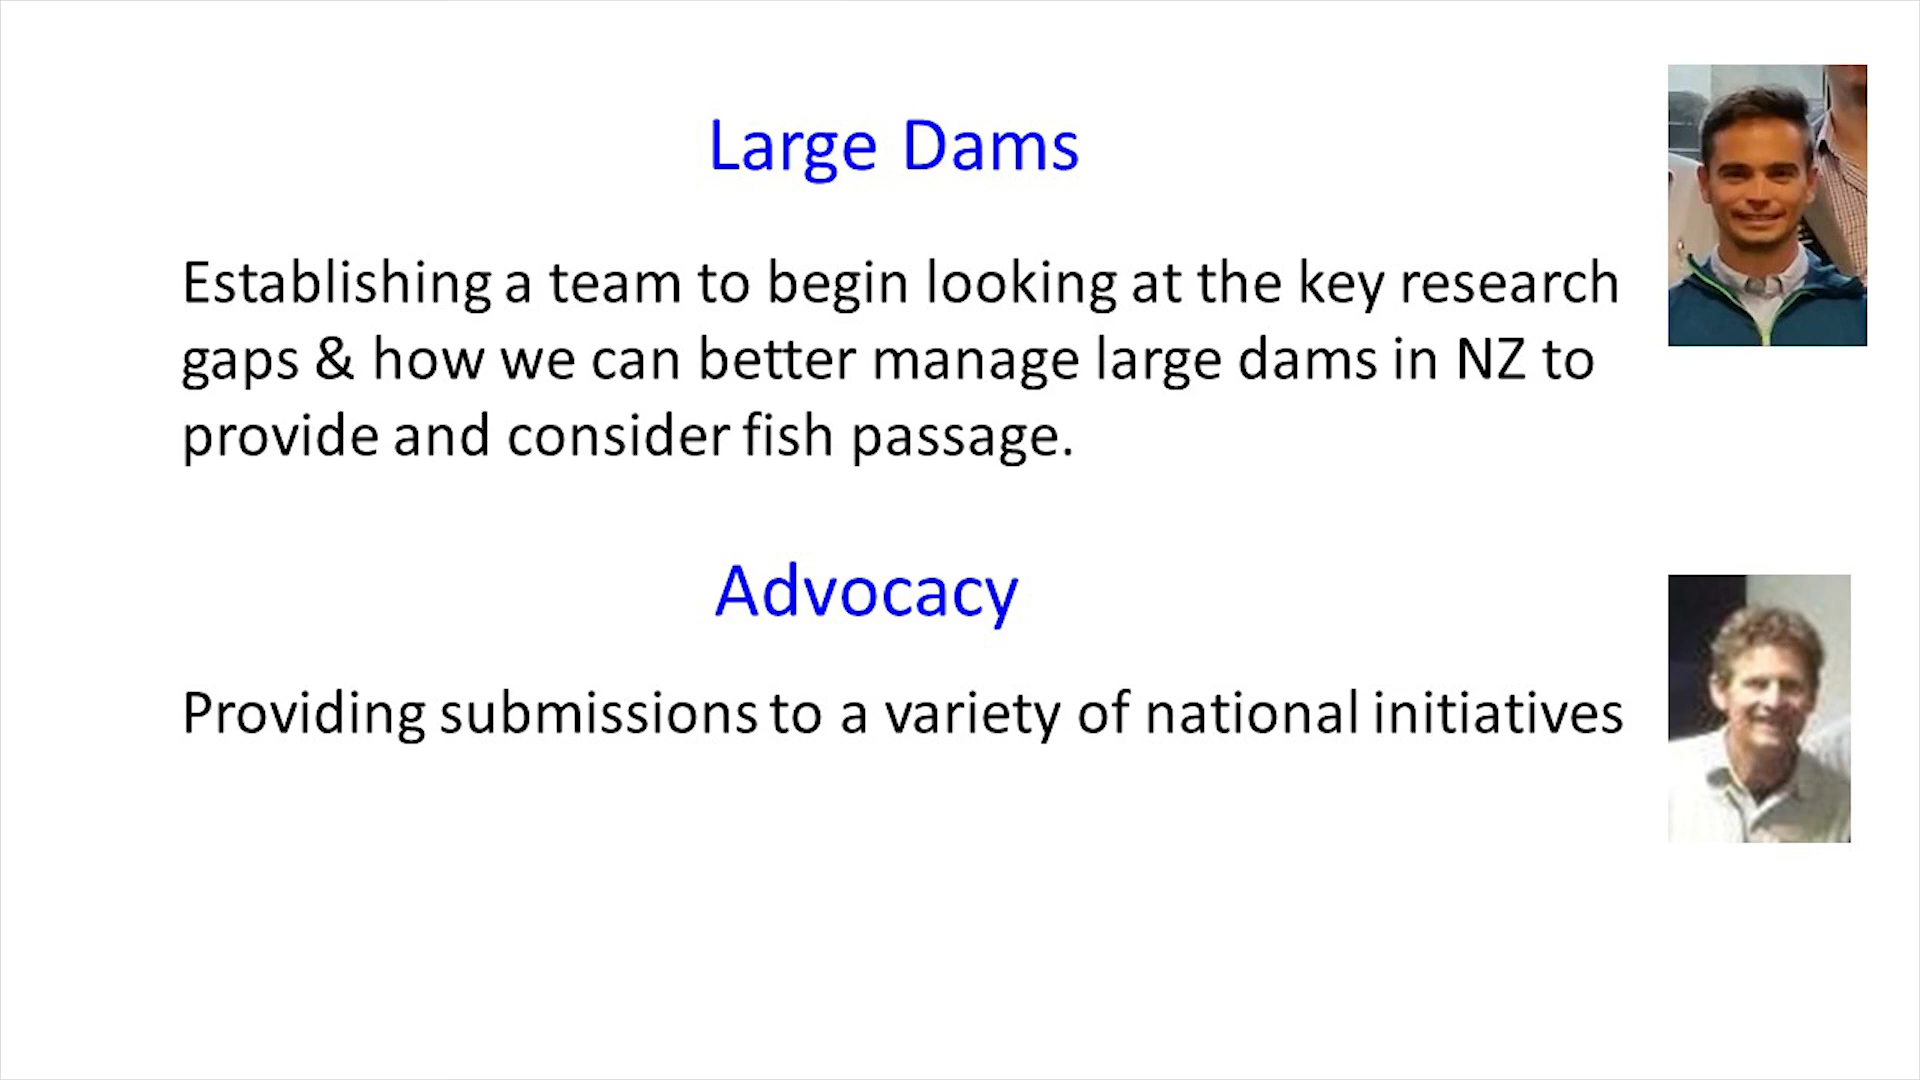 Large Dams
Establishing a team to begin looking at the key research
gaps & how we can better manage large dams in NZ to
provide and consider fish passage.
Advocacy
Providing submissions to a variety of national initiatives